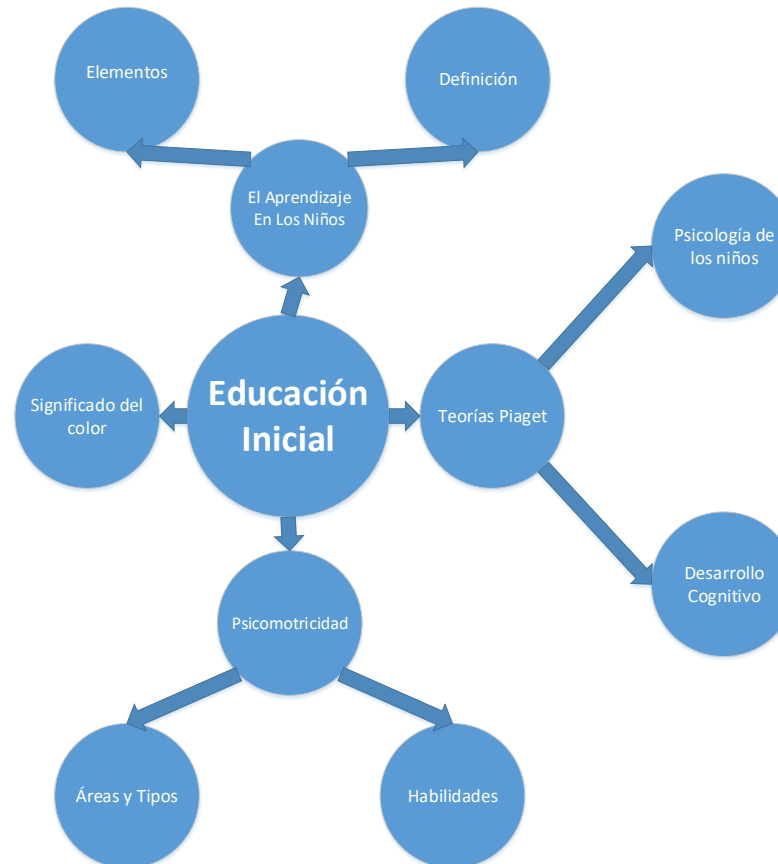 Elementos
Definición
El Aprendizaje
En Los Niños
Psicología de
los niños
Educación
Inicial
Significado del
color
Teorías Piaget
Desarrollo
Cognitivo
Psicomotricidad
Áreas y Tipos
Habilidades